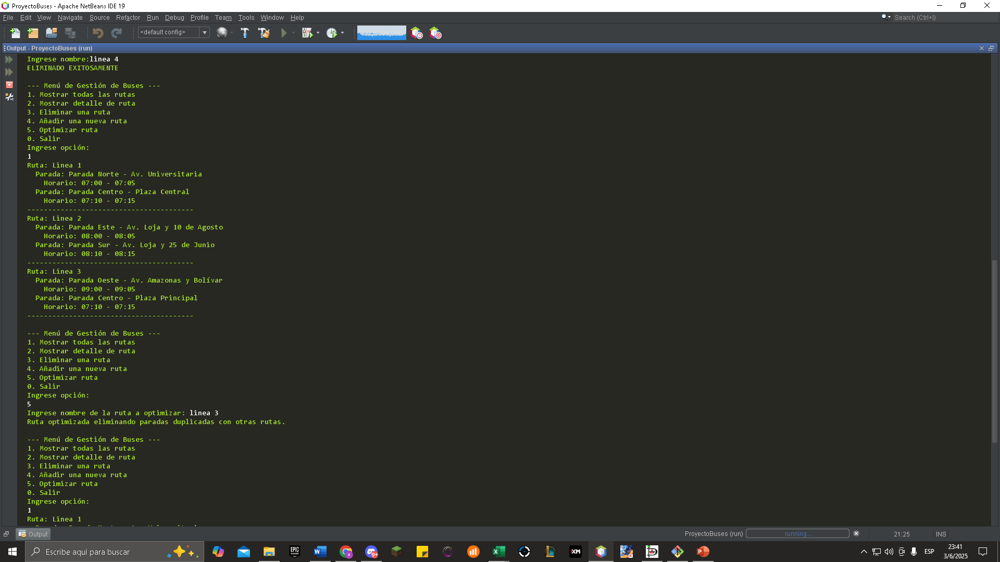 ProyectoBuses - Apache NetBeans IDE 19
File Edit View Navigate Source Refactor Run Debug Profile Team Tools Window Help
Search (Ctrl+I)
<default config>
Output - ProyectoBuses (run)
Ingrese nombre:linea 4
ELIMINADO EXITOSAMENTE
--- Menú de Gestión de Buses ---
1. Mostrar todas las rutas
2. Mostrar detalle de ruta
3. Eliminar una ruta
4. Añadir una nueva ruta
5. Optimizar ruta
0. Salir
Ingrese opción:
1
Ruta: Linea 1
Parada: Parada Norte - Av. Universitaria
Horario: 07:00 - 07:05
Parada: Parada Centro - Plaza Central
Horario: 07:10 - 07:15
----------------------------------------
Ruta: Linea 2
Parada: Parada Este - Av. Loja y 10 de Agosto
Horario: 08:00 - 08:05
Parada: Parada Sur - Av. Loja y 25 de Junio
Horario: 08:10 - 08:15
----------------------------------------
Ruta: Linea 3
Parada: Parada Oeste - Av. Amazonas y Bolívar
Horario: 09:00 - 09:05
Parada: Parada Centro - Plaza Principal
Horario: 07:10 - 07:15
----------------------------------------
--- Menú de Gestión de Buses ---
1. Mostrar todas las rutas
2. Mostrar detalle de ruta
3. Eliminar una ruta
4. Añadir una nueva ruta
5. Optimizar ruta
0. Salir
Ingrese opción:
5
Ingrese nombre de la ruta a optimizar: linea 3
Ruta optimizada eliminando paradas duplicadas con otras rutas.
--- Menú de Gestión de Buses ---
1. Mostrar todas las rutas
2. Mostrar detalle de ruta
3. Eliminar una ruta
4. Añadir una nueva ruta
5. Optimizar ruta
0. Salir
Ingrese opción:
1
Ruta: Linea 1
Output
ProyectoBuses (run) running... 21:25 INS
Escribe aquí para buscar
EPIC GAMES
9+
XM
ESP
23:41
3/6/2025